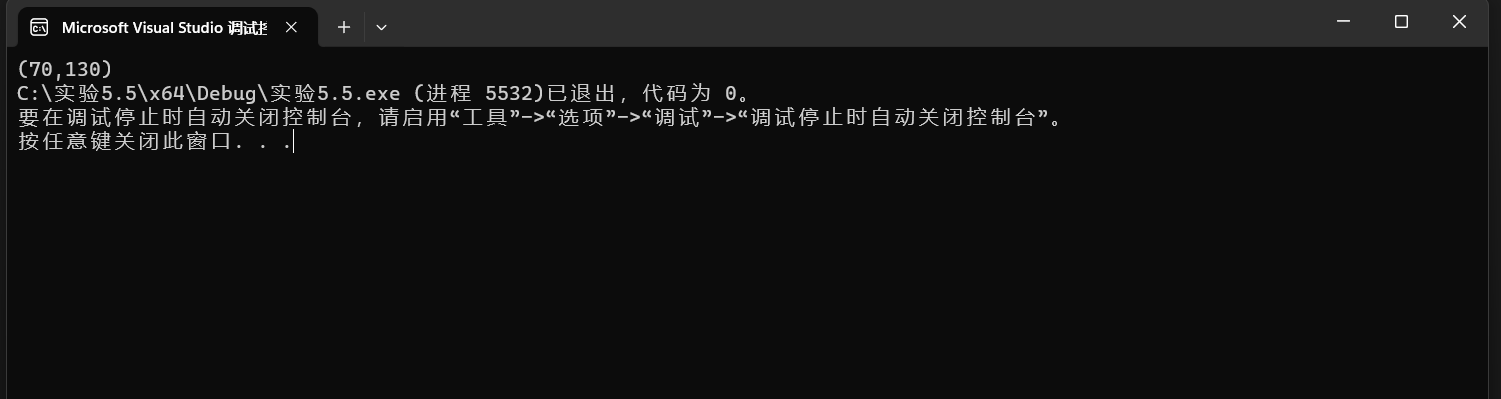 Microsoft Visual Studio 调试
(70,130)
C:\实验5.5\x64\Debug\实验5.5.exe (进程 5532)已退出，代码为 0。
要在调试停止时自动关闭控制台，请启用“工具”->“选项”->“调试”->“调试停止时自动关闭控制台”。
按任意键关闭此窗口. . .